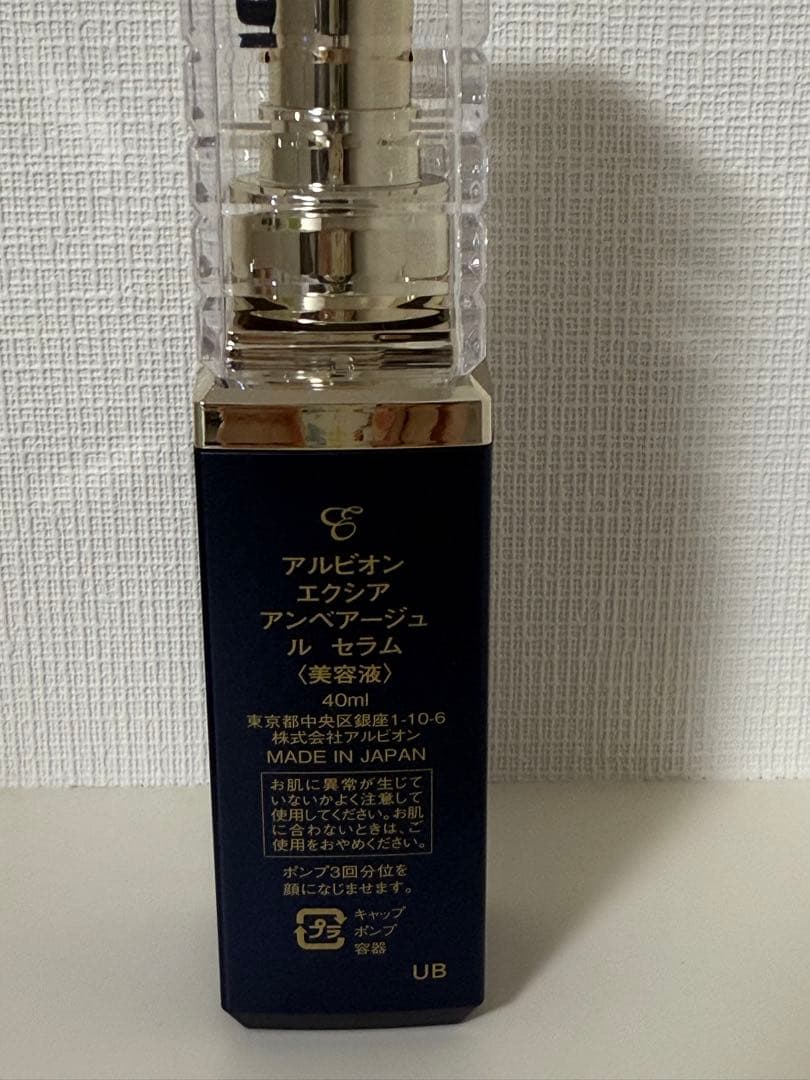 E
アルビオン
エクシア
アンベアージュ
ル セラム
〈美容液〉
40ml
東京都中央区銀座1-10-6
株式会社アルビオン
MADE IN JAPAN
お肌に異常が生じて
いないかよく注意して
使用してください。お肌
に合わないときは、ご
使用をおやめください。
ポンプ3回分位を
顔になじませます。
プラ
キャップ
ポンプ
容器
UB